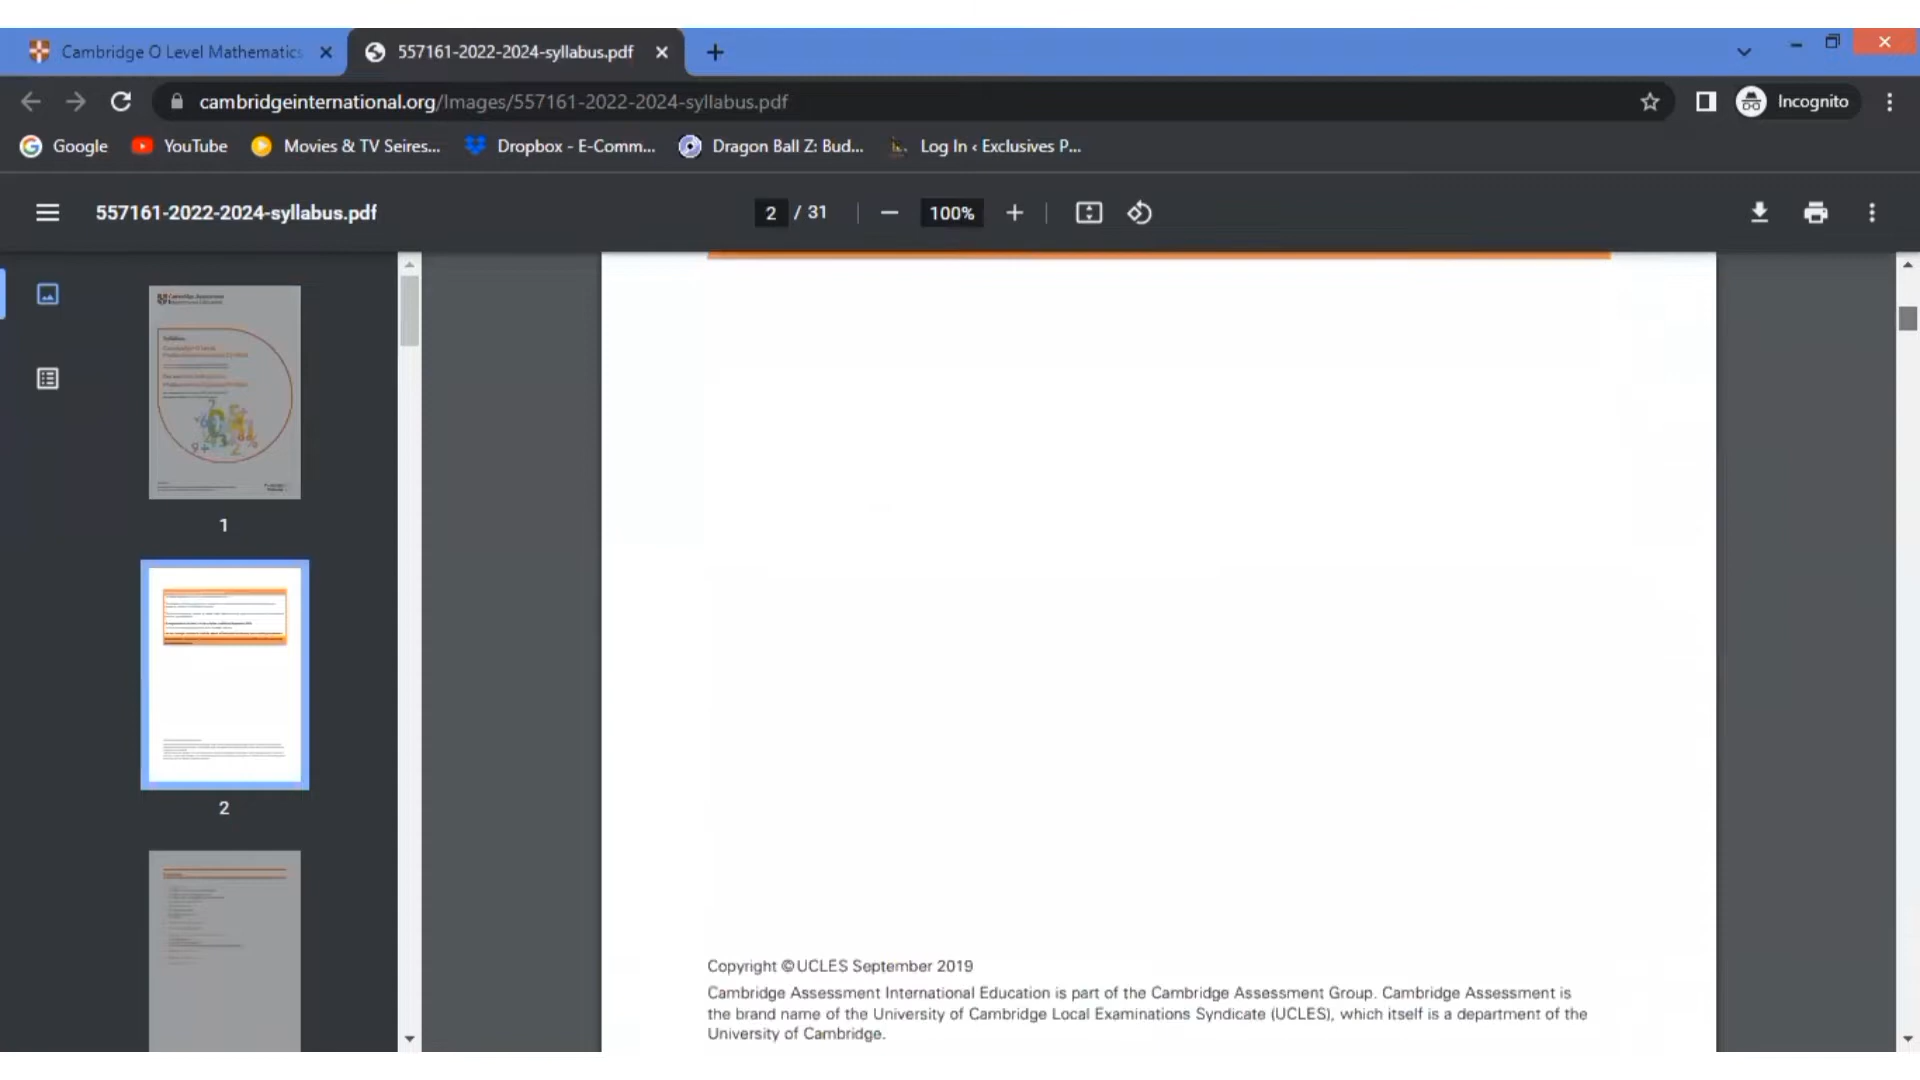 Cambridge O Level Mathematics
557161-2022-2024-syllabus.pdf
cambridgeinternational.org/Images/557161-2022-2024-syllabus.pdf
Incognito
Google
YouTube
Movies & TV Seires...
Dropbox - E-Comm...
Dragon Ball Z: Bud...
Log In ‹ Exclusives P...
557161-2022-2024-syllabus.pdf
2 / 31
100%
1
2
Copyright © UCLES September 2019
Cambridge Assessment International Education is part of the Cambridge Assessment Group. Cambridge Assessment is
the brand name of the University of Cambridge Local Examinations Syndicate (UCLES), which itself is a department of the
University of Cambridge.